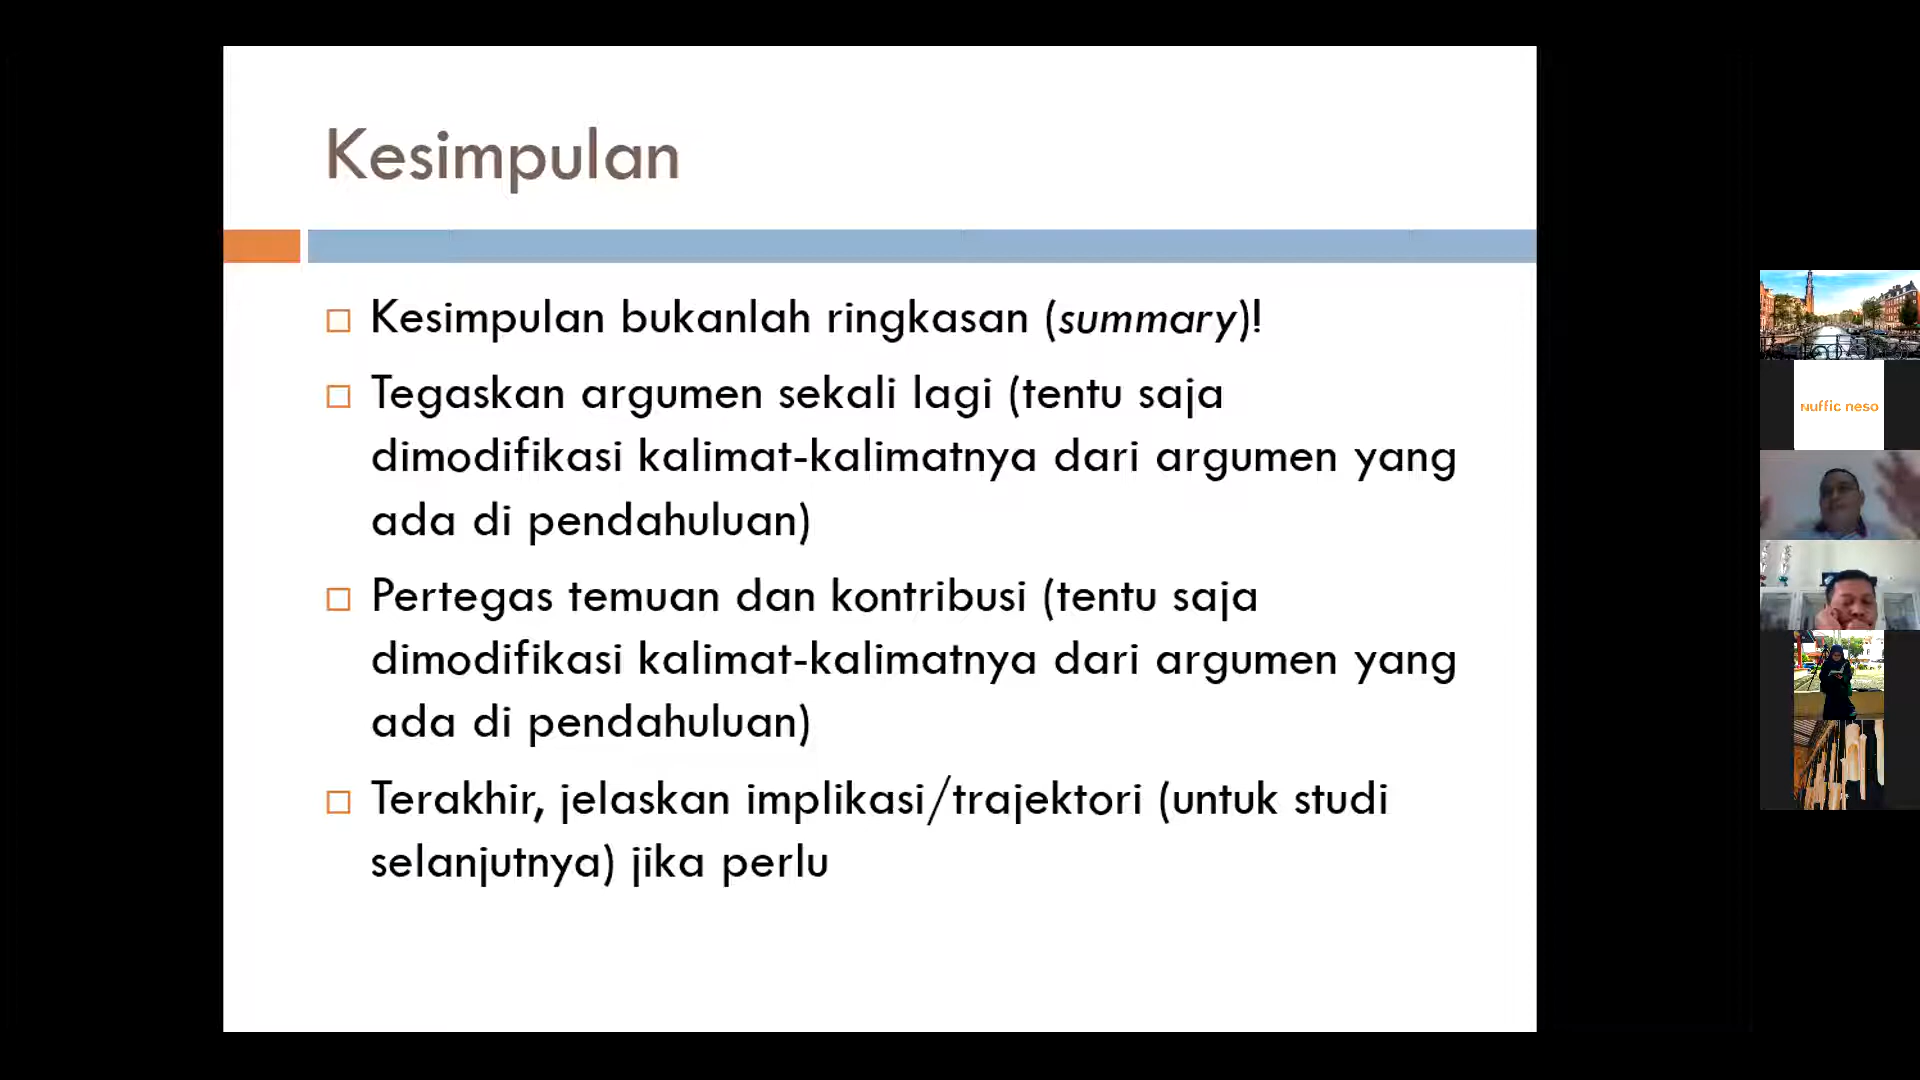 Kesimpulan
Kesimpulan bukanlah ringkasan (summary)!
Tegaskan argumen sekali lagi (tentu saja
dimodifikasi kalimat-kalimatnya dari argumen yang
ada di pendahuluan)
Pertegas temuan dan kontribusi (tentu saja
dimodifikasi kalimat-kalimatnya dari argumen yang
ada di pendahuluan)
Terakhir, jelaskan implikasi/trajektori (untuk studi
selanjutnya) jika perlu
nuffic neso